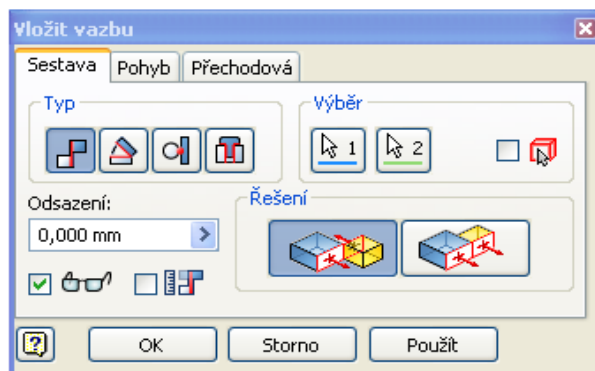 Vložit vazbu
Sestava Pohyb Přechodová
Typ
Výběr
1 2
Odsazení:
0,000 mm
Řešení
OK Storno Použít